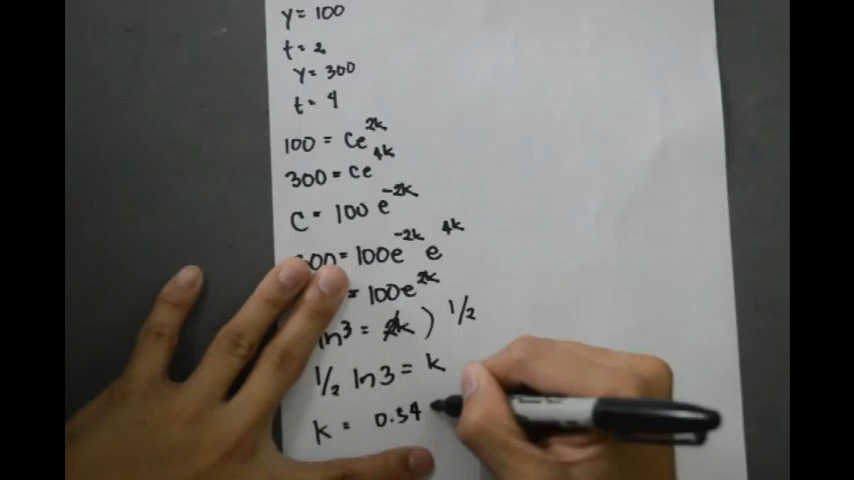 y = 100
t = 2
y = 300
t = 4
100 = Ce^2k
300 = Ce^4k
C = 100 e^-2k
300 = 100e^-2k e^4k
= 100e^2k
ln3 = 2k ) 1/2
1/2 ln3 = k
k = 0.54